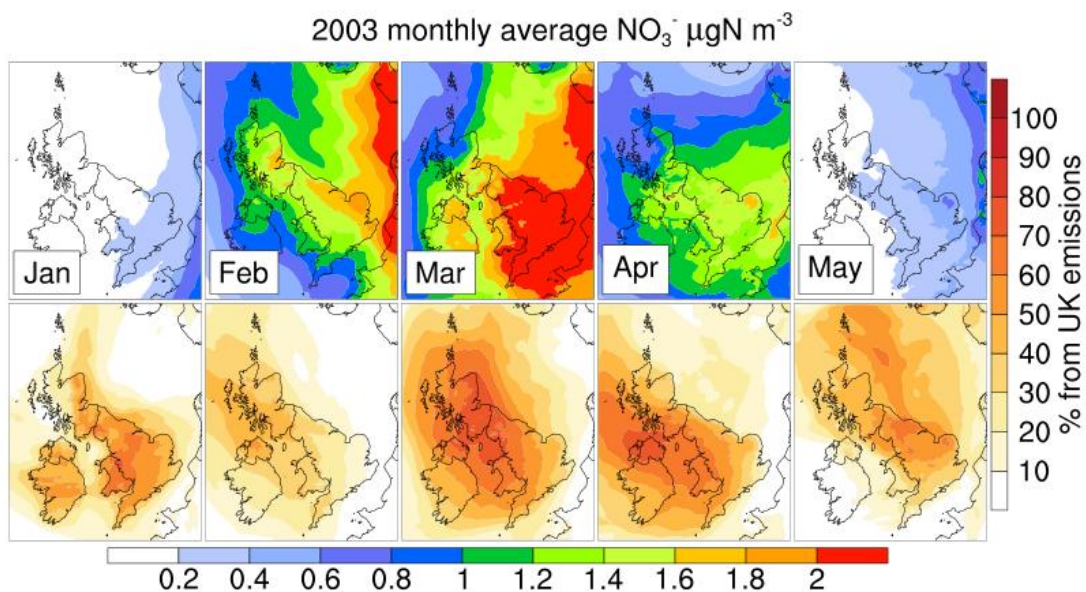 2003 monthly average NO₃⁻ µgN m⁻³
Jan
Feb
Mar
Apr
May
100
90
80
70
60
50
40
30
20
10
% from UK emissions
0.2 0.4 0.6 0.8 1 1.2 1.4 1.6 1.8 2